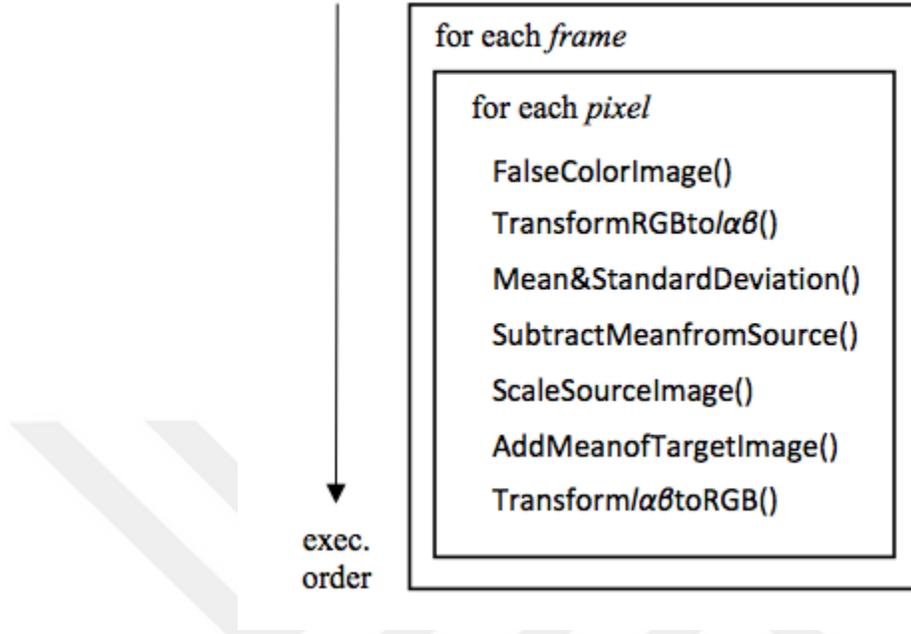 for each frame
for each pixel
FalseColorImage()
TransformRGBtolαβ()
Mean&StandardDeviation()
SubtractMeanfromSource()
ScaleSourceImage()
AddMeanofTargetImage()
TransformlαβtoRGB()
exec.
order